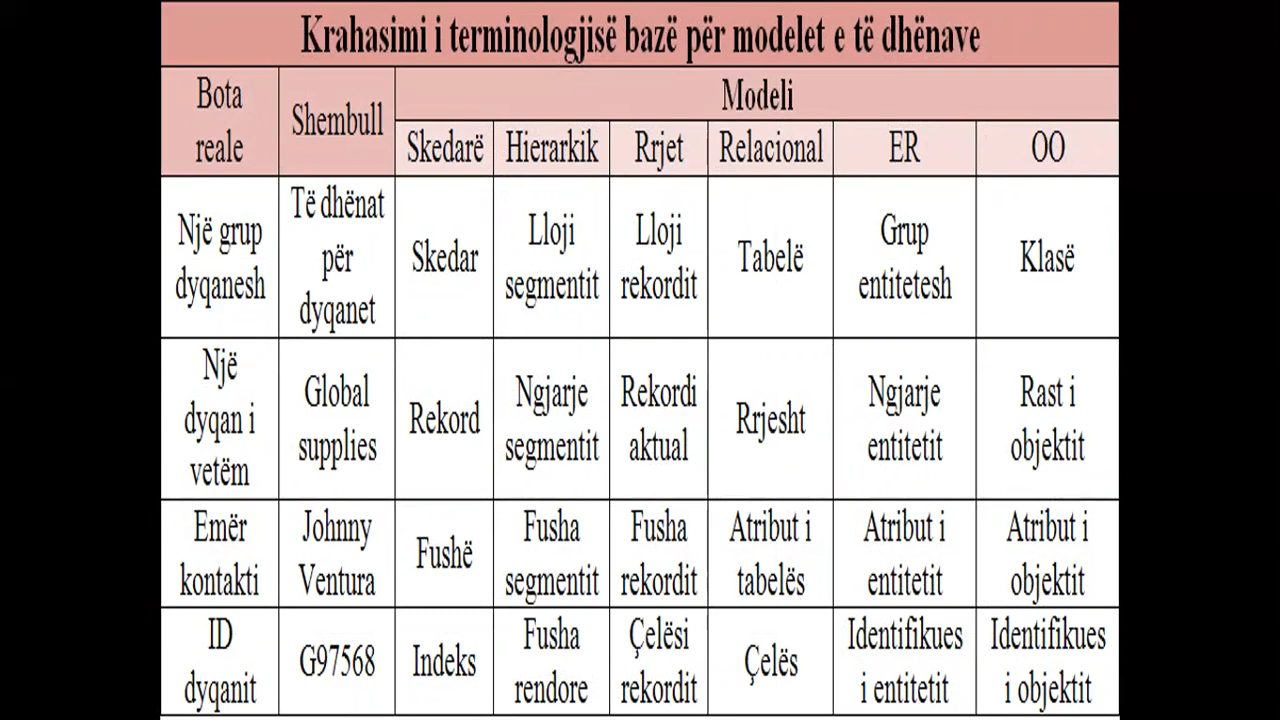 Krahasimi i terminologjisë bazë për modelet e të dhënave
Bota
reale
Shembull
Modeli
Skedarë
Hierarkik
Rrjet
Relacional
ER
OO
Një grup
dyqanesh
Të dhënat
për
dyqanet
Skedar
Lloji
segmentit
Lloji
rekordit
Tabelë
Grup
entitetesh
Klasë
Një
dyqan i
vetëm
Global
supplies
Rekord
Ngjarje
segmentit
Rekordi
aktual
Rrjesht
Ngjarje
entitetit
Rast i
objektit
Emër
kontakti
Johnny
Ventura
Fushë
Fusha
segmentit
Fusha
rekordit
Atribut i
tabelës
Atribut i
entitetit
Atribut i
objektit
ID
dyqanit
G97568
Indeks
Fusha
rendore
Çelësi
rekordit
Çelës
Identifikues
i entitetit
Identifikues
i objektit